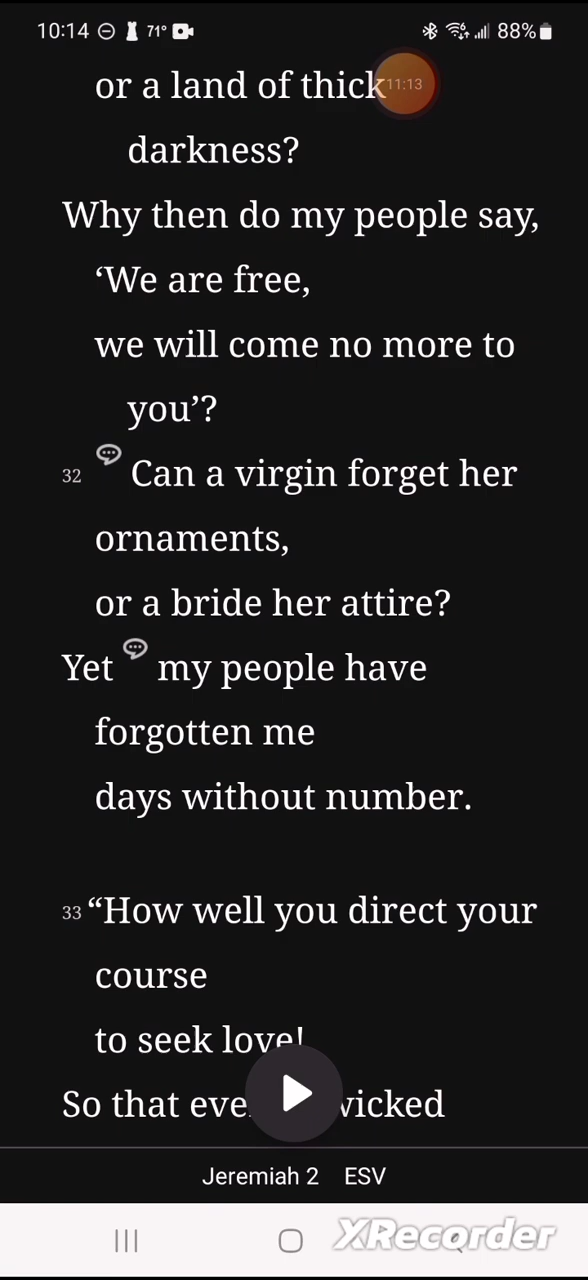 10:14 71° 88%
or a land of thick 11:13
darkness?
Why then do my people say,
‘We are free,
we will come no more to
you’?
32 Can a virgin forget her
ornaments,
or a bride her attire?
Yet my people have
forgotten me
days without number.
33 “How well you direct your
course
to seek love!
So that
Jeremiah 2 ESV
XRecorder